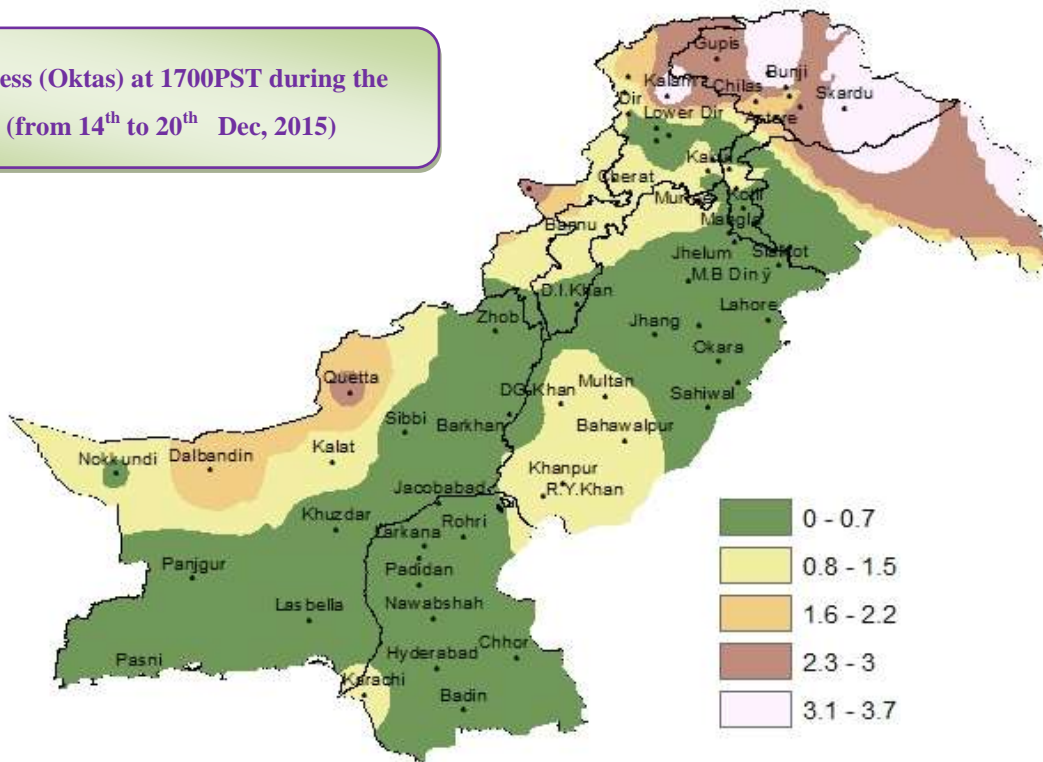 ess (Oktas) at 1700PST during the
(from 14th to 20th Dec, 2015)
Gupis
Bunji
Kalam
Chilas
Skardu
Dir
Lower Dir
Astore
Kakul
Cherat
Murree
Kotli
Mangla
Bannu
Jhelum
Sialkot
M.B Dinÿ
D.I.Khan
Lahore
Zhob
Jhang
Okara
Quetta
DG.Khan
Multan
Sahiwal
Sibbi
Barkhan
Bahawalpur
Nokkundi
Dalbandin
Kalat
Khanpur
Jacobabad
R.Y.Khan
Khuzdar
Rohri
Larkana
Panjgur
Padidan
Lasbella
Nawabshah
Chhor
Pasni
Hyderabad
Karachi
Badin
0 - 0.7
0.8 - 1.5
1.6 - 2.2
2.3 - 3
3.1 - 3.7